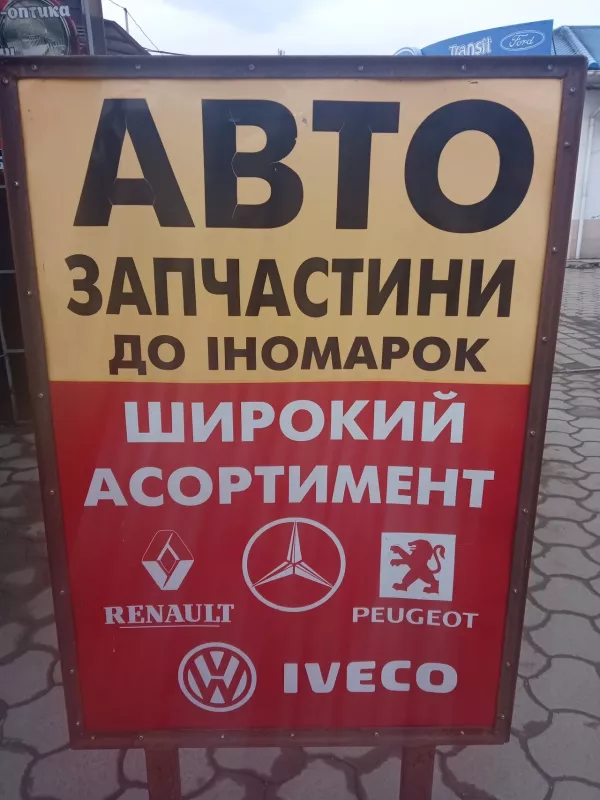 -оптика
Transit Ford
АВТО
ЗАПЧАСТИНИ
ДО ІНОМАРОК
ШИРОКИЙ
АСОРТИМЕНТ
RENAULT
PEUGEOT
IVECO